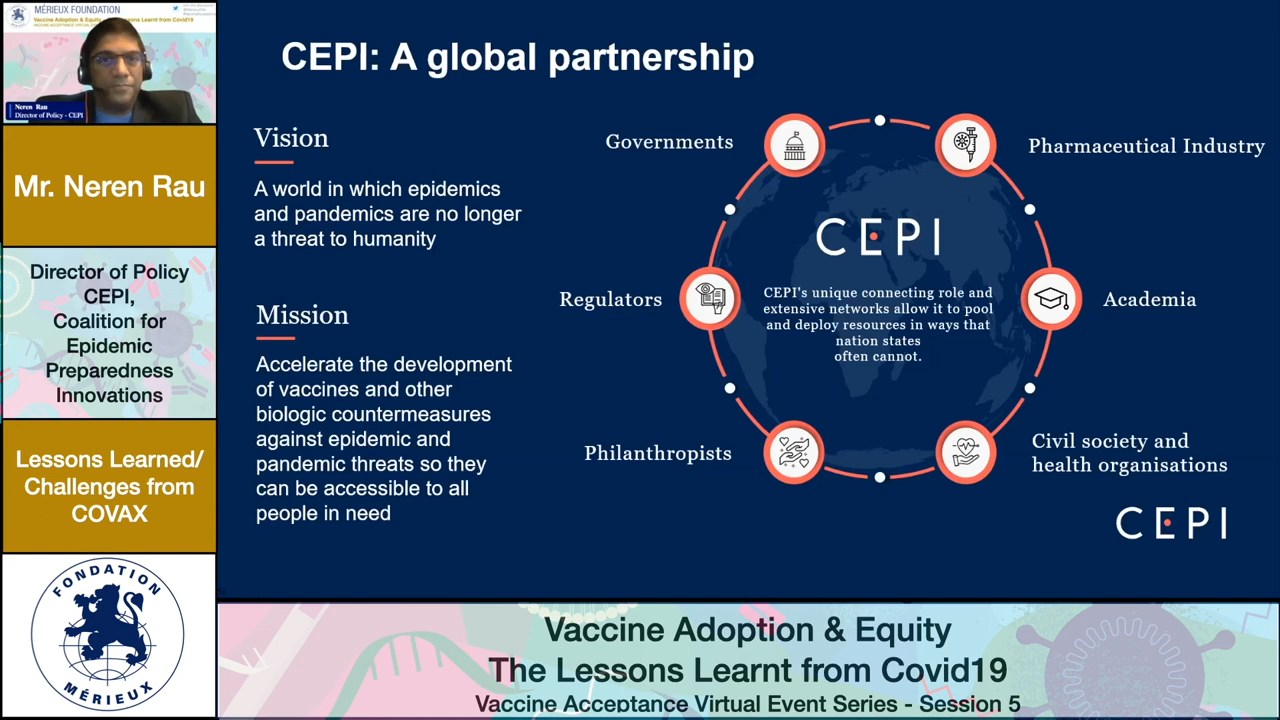 MÉRIEUX FOUNDATION
Neren Rau
Director of Policy - CEPI
Mr. Neren Rau
Director of Policy
CEPI,
Coalition for
Epidemic
Preparedness
Innovations
Lessons Learned/
Challenges from
COVAX
FONDATION
MÉRIEUX
CEPI: A global partnership
Vision
A world in which epidemics
and pandemics are no longer
a threat to humanity
Mission
Accelerate the development
of vaccines and other
biologic countermeasures
against epidemic and
pandemic threats so they
can be accessible to all
people in need
Governments
Pharmaceutical Industry
Regulators
Academia
Philanthropists
Civil society and
health organisations
CEPI
CEPI's unique connecting role and
extensive networks allow it to pool
and deploy resources in ways that
nation states
often cannot.
CEPI
Vaccine Adoption & Equity
The Lessons Learnt from Covid19
Vaccine Acceptance Virtual Event Series - Session 5